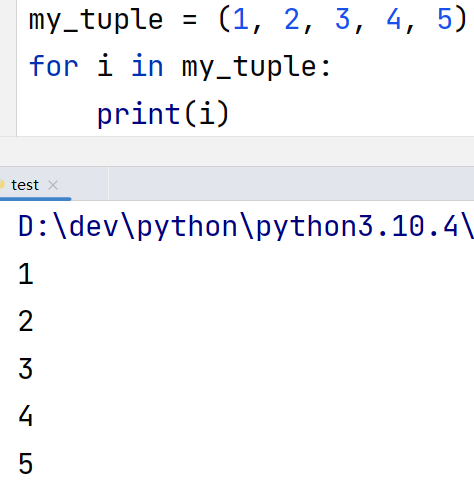 my_tuple = (1, 2, 3, 4, 5)
for i in my_tuple:
    print(i)
test
D:\dev\python\python3.10.4\
1
2
3
4
5